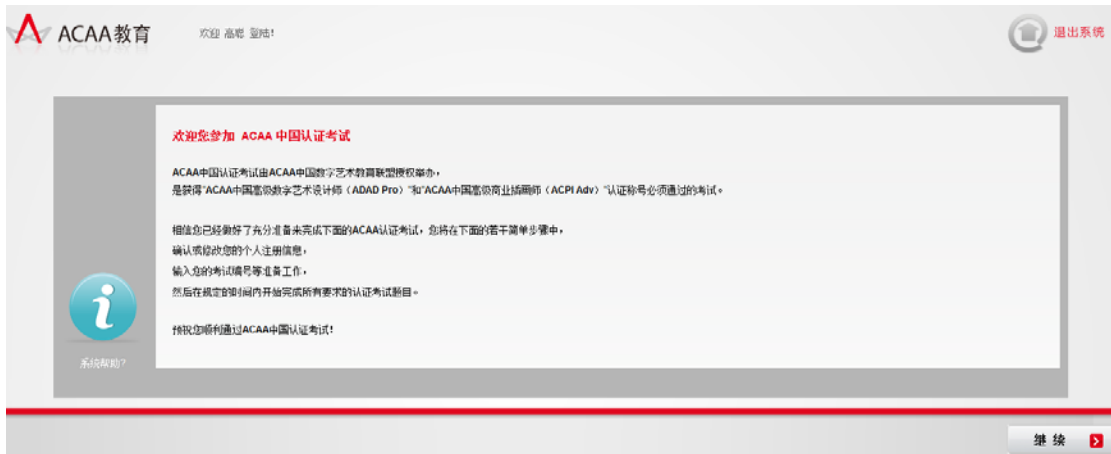 ACAA教育
欢迎 高聪 登陆!
退出系统
欢迎您参加 ACAA 中国认证考试
ACAA中国认证考试由ACAA中国数字艺术教育联盟授权举办，
是获得"ACAA中国高级数字艺术设计师（ADAD Pro）"和"ACAA中国高级商业插画师（ACPI Adv）"认证称号必须通过的考试。
相信您已经做好了充分准备来完成下面的ACAA认证考试，您将在下面的若干简单步骤中，
确认或修改您的个人注册信息，
输入您的考试编号等准备工作，
然后在规定的时间内开始完成所有要求的认证考试题目。
预祝您顺利通过ACAA中国认证考试!
系统帮助?
继续